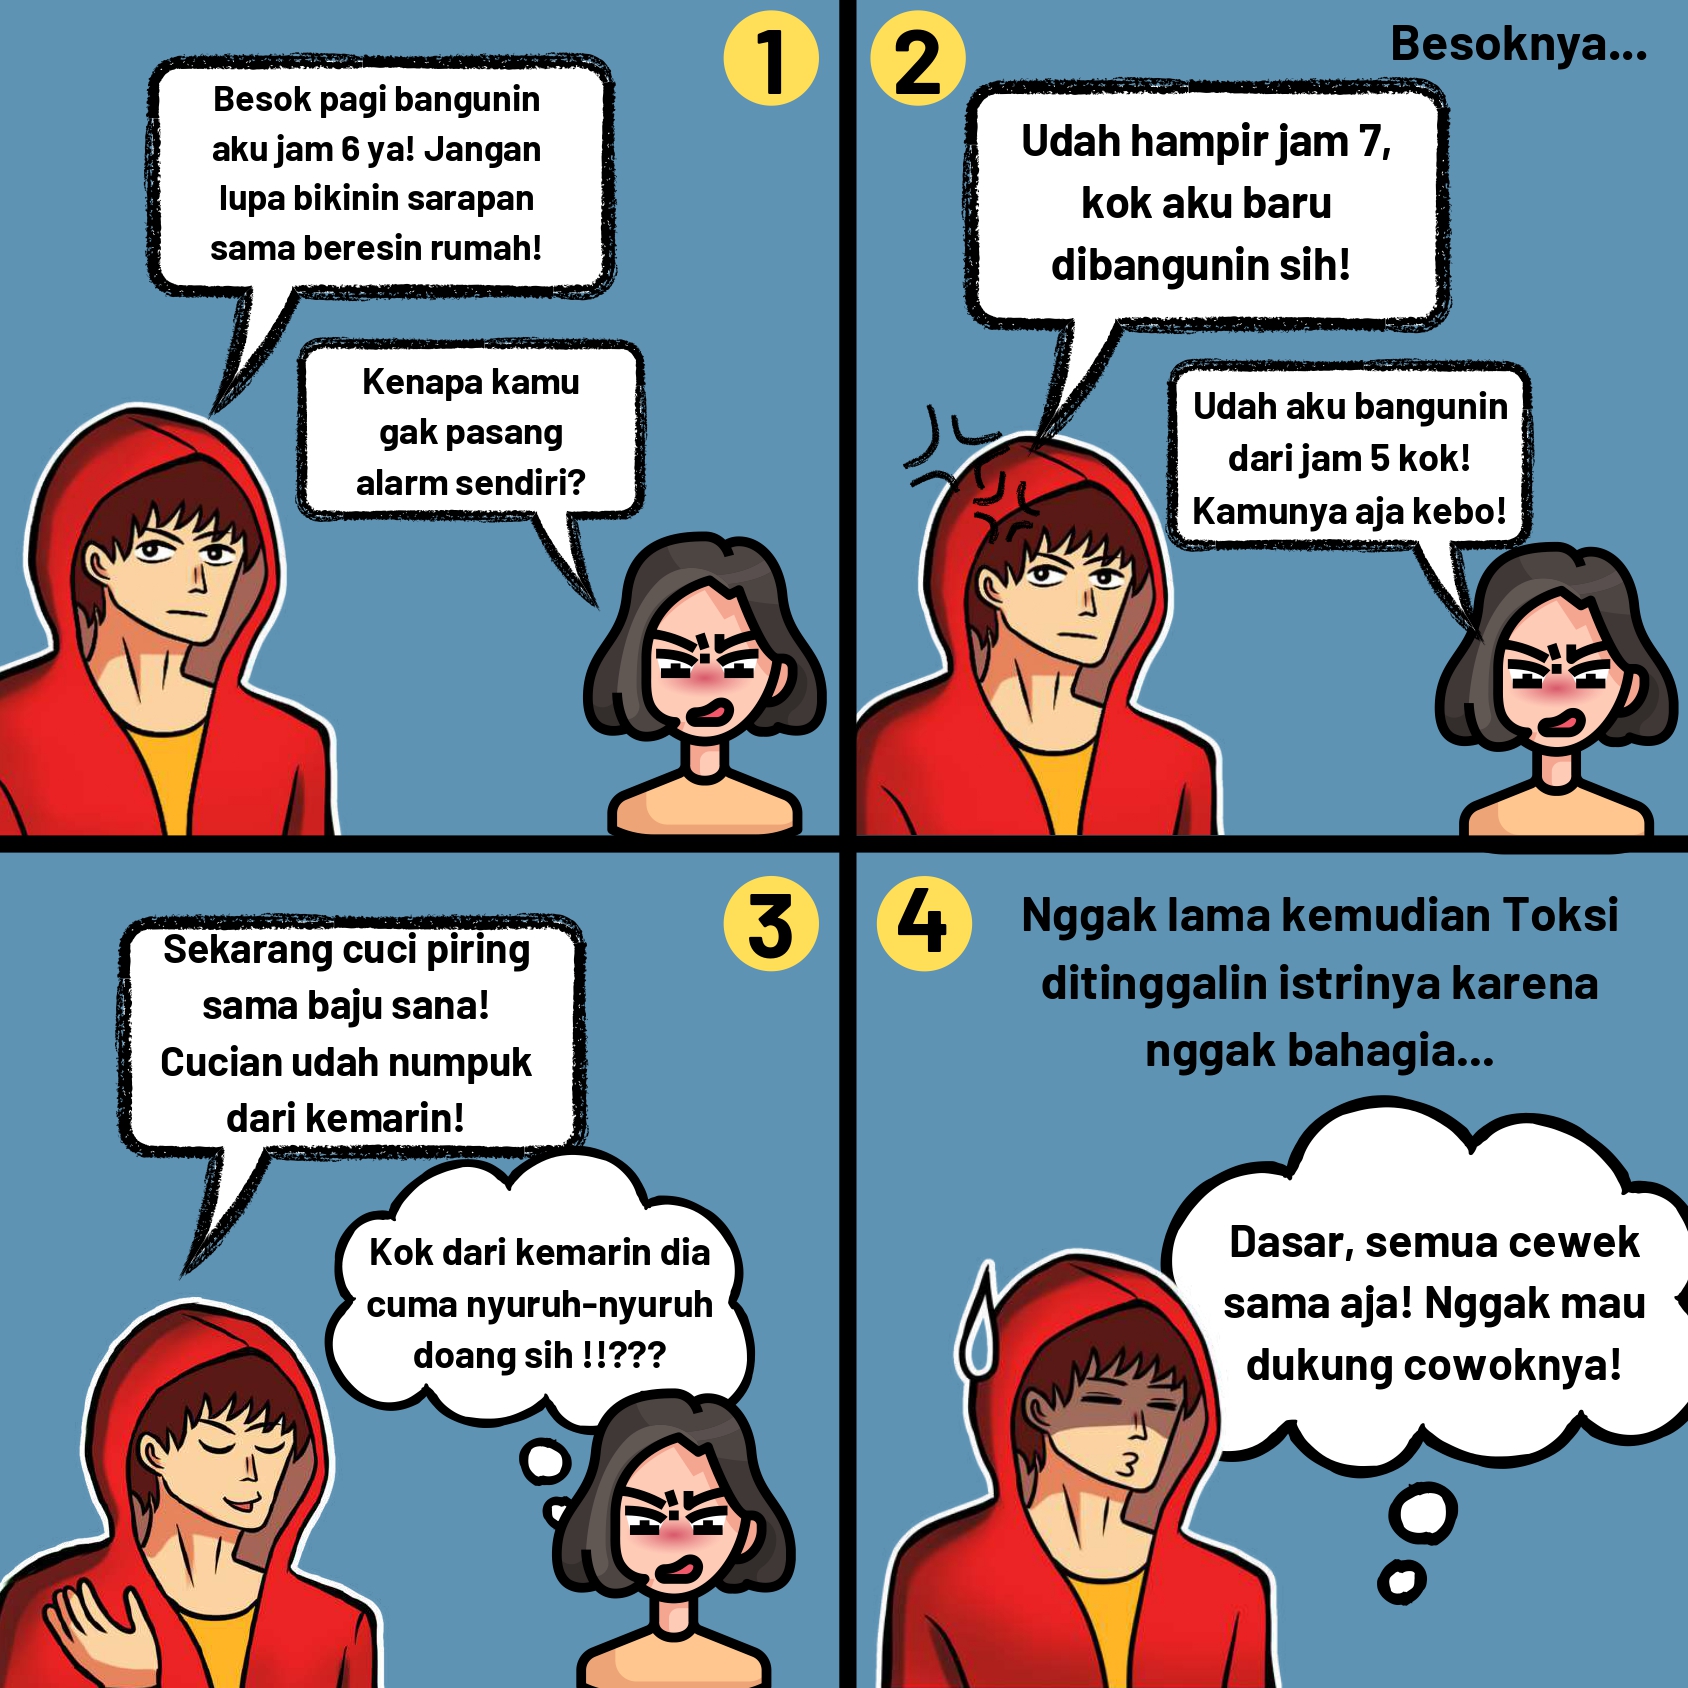 1
Besok pagi bangunin
aku jam 6 ya! Jangan
lupa bikinin sarapan
sama beresin rumah!
Kenapa kamu
gak pasang
alarm sendiri?
2
Besoknya...
Udah hampir jam 7,
kok aku baru
dibangunin sih!
Udah aku bangunin
dari jam 5 kok!
Kamunya aja kebo!
3
Sekarang cuci piring
sama baju sana!
Cucian udah numpuk
dari kemarin!
Kok dari kemarin dia
cuma nyuruh-nyuruh
doang sih !!???
4
Nggak lama kemudian Toksi
ditinggalin istrinya karena
nggak bahagia...
Dasar, semua cewek
sama aja! Nggak mau
dukung cowoknya!